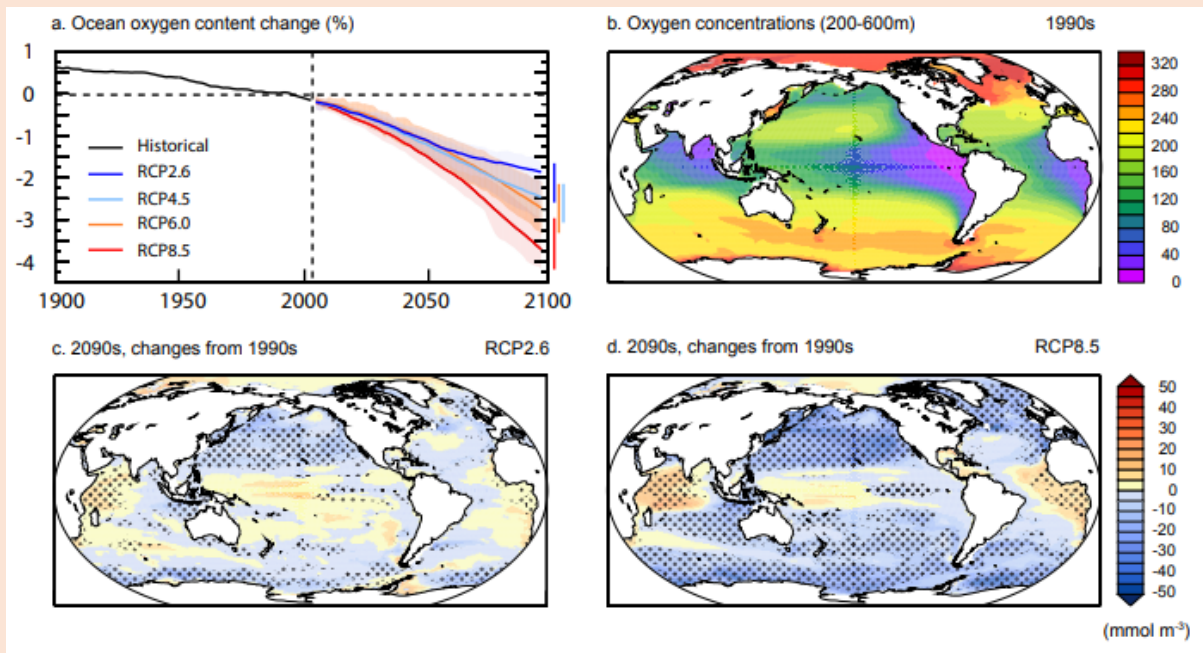 a. Ocean oxygen content change (%)
b. Oxygen concentrations (200-600m) 1990s
1
0
-1
-2
-3
-4
Historical
RCP2.6
RCP4.5
RCP6.0
RCP8.5
1900 1950 2000 2050 2100
320
280
240
200
160
120
80
40
0
c. 2090s, changes from 1990s RCP2.6
d. 2090s, changes from 1990s RCP8.5
50
40
30
20
10
0
-10
-20
-30
-40
-50
(mmol m⁻³)